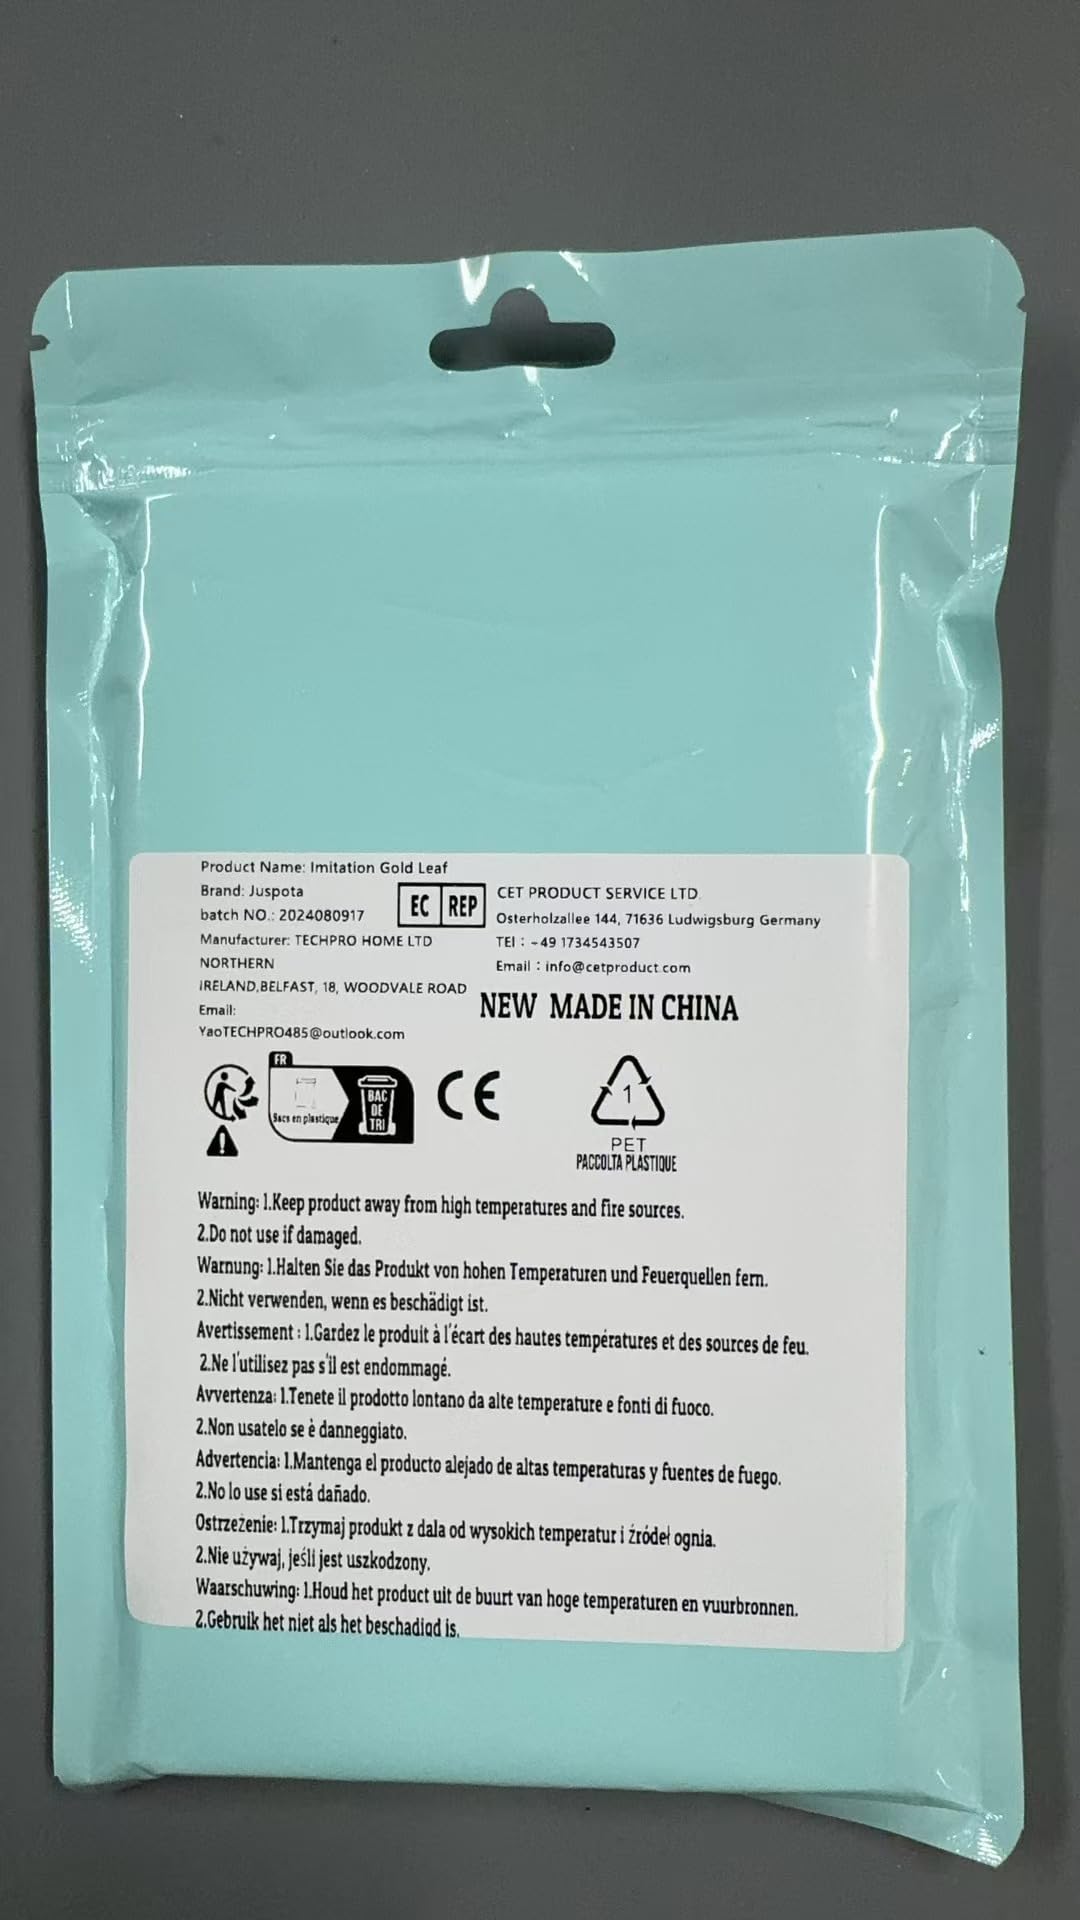 Product Name: Imitation Gold Leaf
Brand: Juspota
batch NO.: 2024080917
Manufacturer: TECHPRO HOME LTD
NORTHERN
IRELAND,BELFAST, 18, WOODVALE ROAD
Email:
YaoTECHPRO485@outlook.com
EC REP
CET PRODUCT SERVICE LTD.
Osterholzallee 144, 71636 Ludwigsburg Germany
TEl : +49 1734543507
Email : info@cetproduct.com
NEW MADE IN CHINA
FR
Sacs en plastique
BAC
DE
TRI
CE
1
PET
PACCOLTA PLASTIQUE
Warning: 1.Keep product away from high temperatures and fire sources.
2.Do not use if damaged.
Warnung: 1.Halten Sie das Produkt von hohen Temperaturen und Feuerquellen fern.
2.Nicht verwenden, wenn es beschädigt ist.
Avertissement : 1.Gardez le produit à l'écart des hautes températures et des sources de feu.
2.Ne l'utilisez pas s'il est endommagé.
Avvertenza: 1.Tenete il prodotto lontano da alte temperature e fonti di fuoco.
2.Non usatelo se è danneggiato.
Advertencia: 1.Mantenga el producto alejado de altas temperaturas y fuentes de fuego.
2.No lo use si está dañado.
Ostrzeżenie: 1.Trzymaj produkt z dala od wysokich temperatur i źródeł ognia.
2.Nie używaj, jeśli jest uszkodzony.
Waarschuwing: 1.Houd het product uit de buurt van hoge temperaturen en vuurbronnen.
2.Gebruik het niet als het beschadigd is.